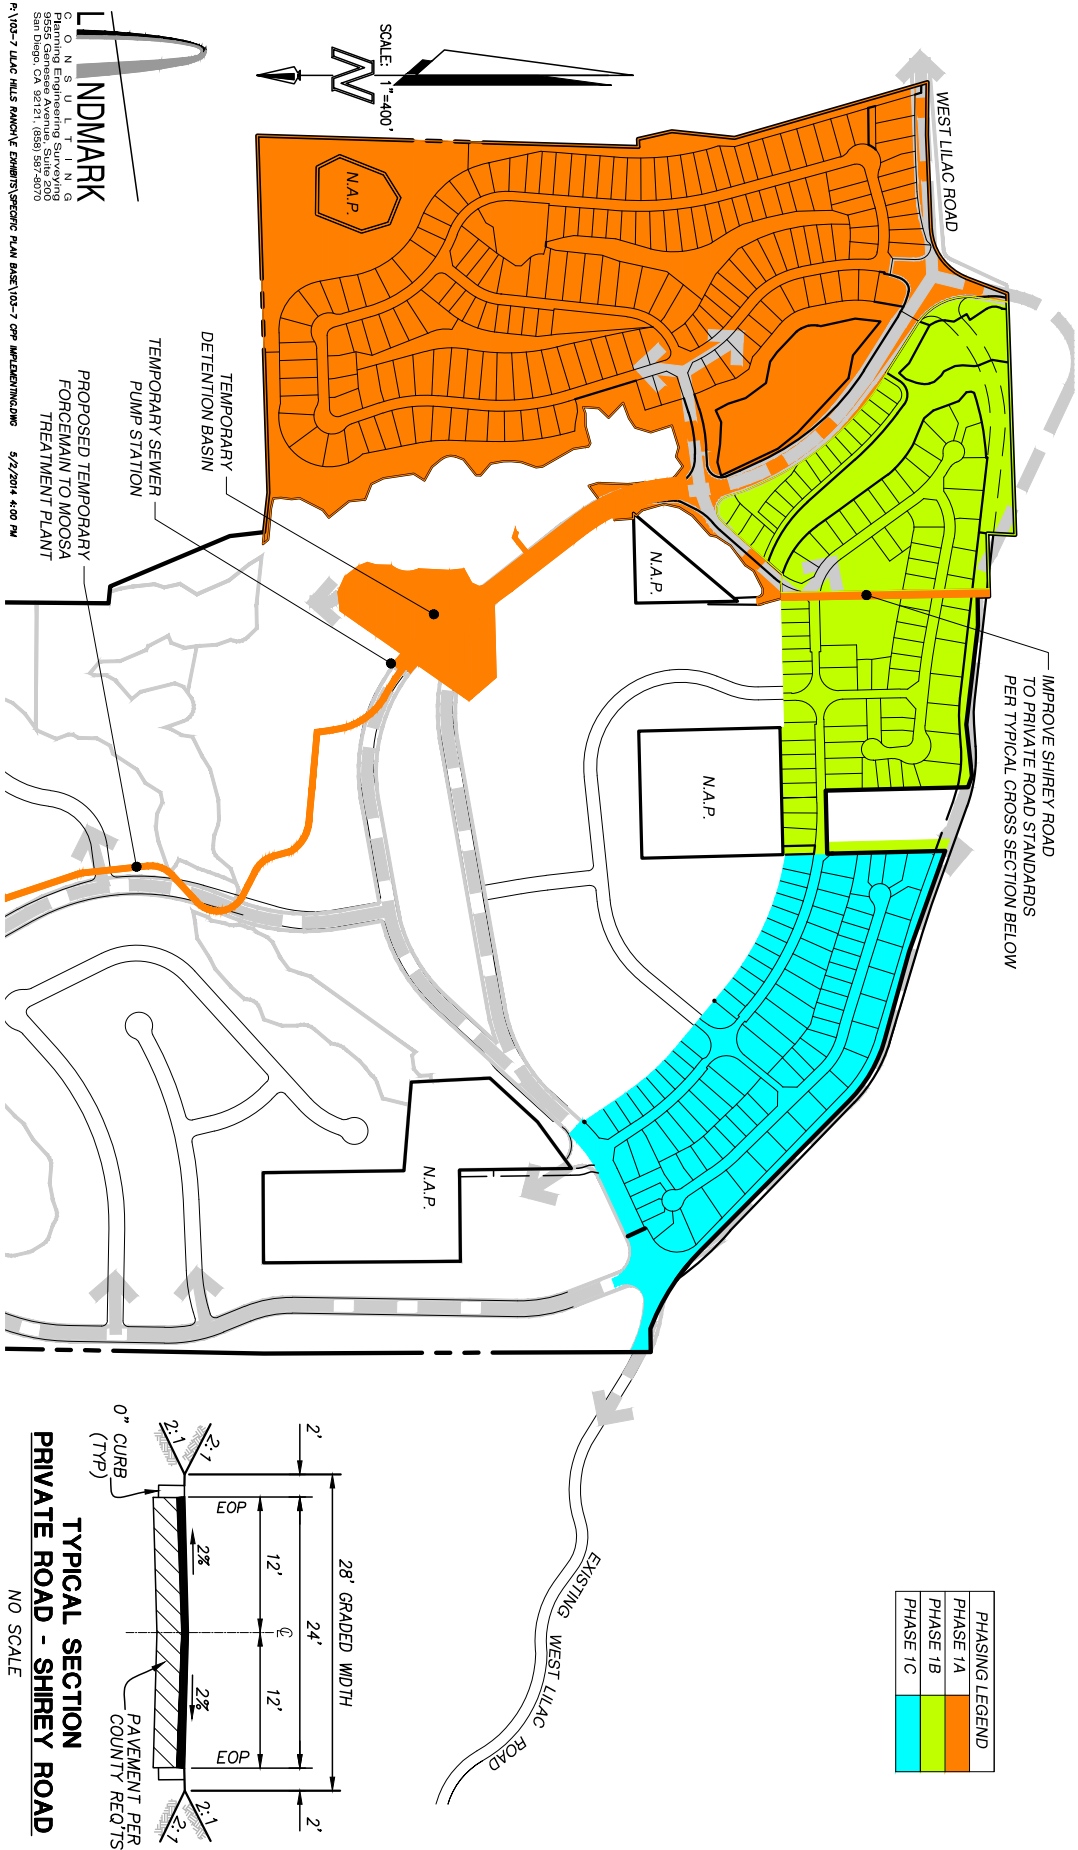 WEST LILAC ROAD
SCALE: 1"=400'
N
L NDMARK
CONSULTING
Planning Engineering Surveying
9555 Genesee Avenue, Suite 200
San Diego, CA 92121, (858) 587-8070
P:\103-7 LILAC HILLS RANCH\E EXHIBITS\SPECIFIC PLAN BASE\103-7 CPP IMPLEMENTING.DWG 5/2/2014 4:00 PM
N.A.P.
TEMPORARY
DETENTION BASIN
TEMPORARY SEWER
PUMP STATION
PROPOSED TEMPORARY
FORCEMAIN TO MOOSA
TREATMENT PLANT
N.A.P.
IMPROVE SHIREY ROAD
TO PRIVATE ROAD STANDARDS
PER TYPICAL CROSS SECTION BELOW
N.A.P.
N.A.P.
EXISTING WEST LILAC ROAD
PHASING LEGEND
PHASE 1A
PHASE 1B
PHASE 1C
28' GRADED WIDTH
2'
24'
2'
12'
12'
EOP
EOP
℄
2%
2%
2:1
2:1
2:1
2:1
0" CURB
(TYP)
PAVEMENT PER
COUNTY REQ'TS
TYPICAL SECTION
PRIVATE ROAD - SHIREY ROAD
NO SCALE